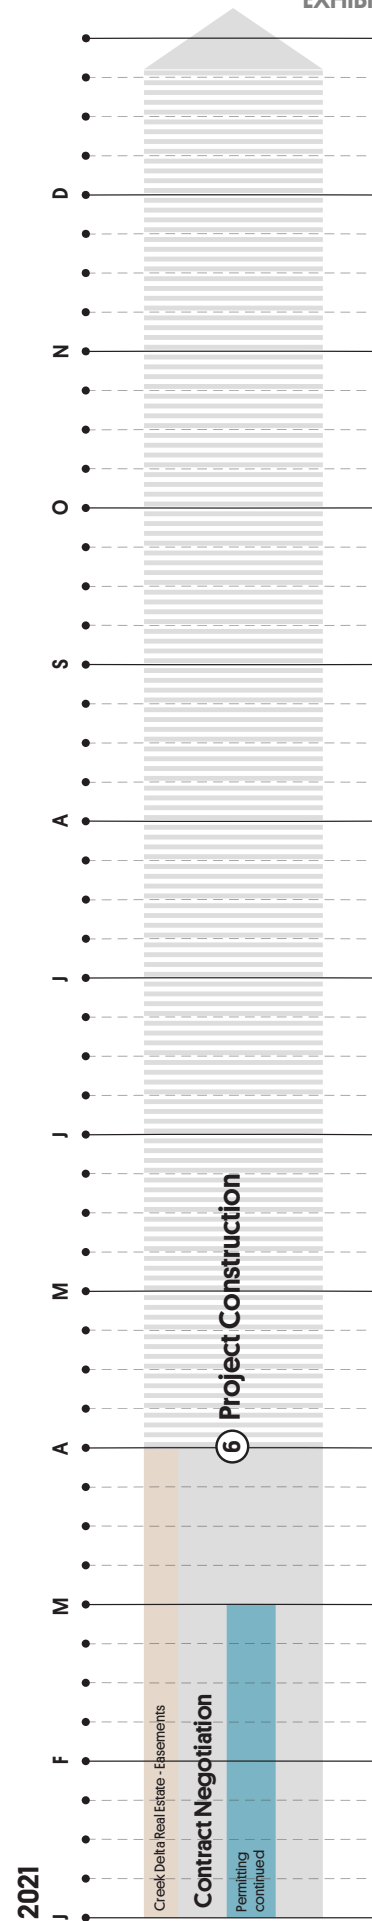 EXHIBI
2021
J
F
M
A
M
J
J
A
S
O
N
D
Creek Delta Real Estate - Easements
Contract Negotiation
Permitting
continued
6 Project Construction